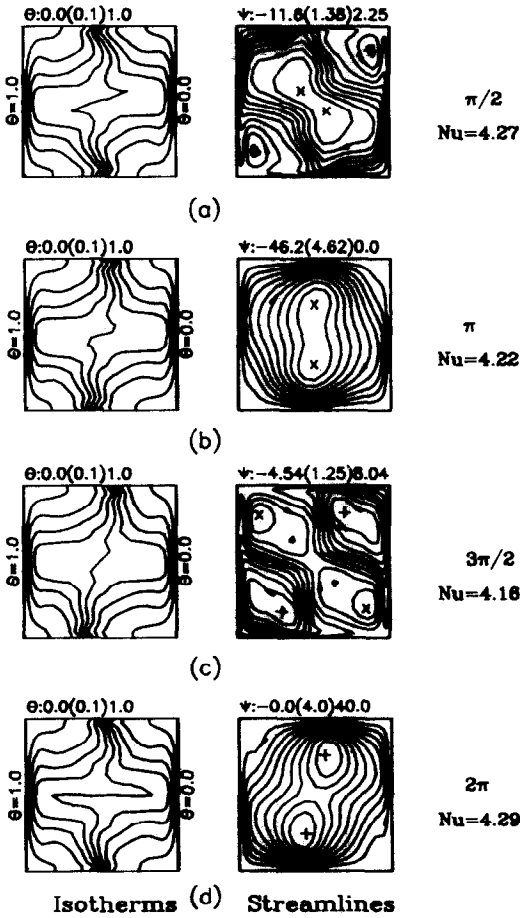 Θ:0.0(0.1)1.0
Ψ:-11.6(1.38)2.25
Θ=1.0
Θ=0.0
π/2
Nu=4.27
(a)
Θ:0.0(0.1)1.0
Ψ:-46.2(4.62)0.0
Θ=1.0
Θ=0.0
π
Nu=4.22
(b)
Θ:0.0(0.1)1.0
Ψ:-4.54(1.25)8.04
Θ=1.0
Θ=0.0
3π/2
Nu=4.16
(c)
Θ:0.0(0.1)1.0
Ψ:-0.0(4.0)40.0
Θ=1.0
Θ=0.0
2π
Nu=4.29
Isotherms (d) Streamlines